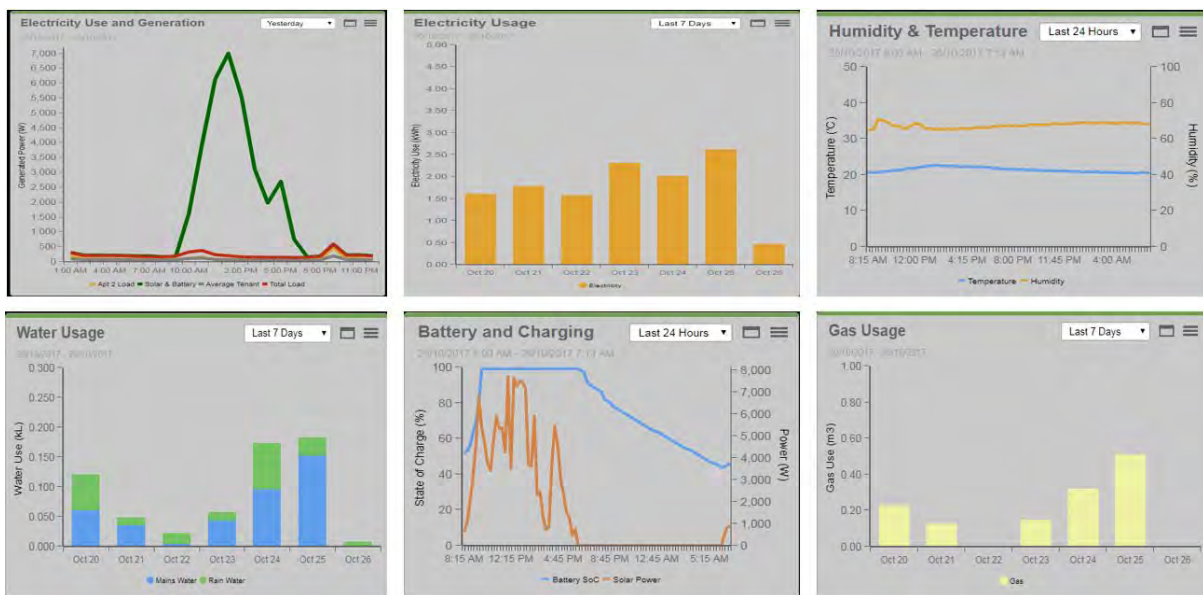 Electricity Use and Generation
Yesterday
Generated Power (W)
7,000
6,500
6,000
5,500
5,000
4,500
4,000
3,500
3,000
2,500
2,000
1,500
1,000
500
0
1:00 AM 4:00 AM 7:00 AM 10:00 AM 2:00 PM 5:00 PM 8:00 PM 11:00 PM
Apt 2 Load Solar & Battery Average Tenant Total Load
Electricity Usage
Last 7 Days
Electricity Use (kWh)
5.00
4.50
4.00
3.50
3.00
2.50
2.00
1.50
1.00
0.50
0.00
Oct 20 Oct 21 Oct 22 Oct 23 Oct 24 Oct 25 Oct 26
Electricity
Humidity & Temperature
Last 24 Hours
Temperature (°C)
50
40
30
20
10
0
100
80
60
40
20
0
Humidity (%)
8:15 AM 12:00 PM 4:15 PM 8:00 PM 11:45 PM 4:00 AM
Temperature Humidity
Water Usage
Last 7 Days
Water Use (kL)
0.300
0.250
0.200
0.150
0.100
0.050
0.000
Oct 20 Oct 21 Oct 22 Oct 23 Oct 24 Oct 25 Oct 26
Mains Water Rain Water
Battery and Charging
Last 24 Hours
State of Charge (%)
100
80
60
40
20
0
8,000
7,000
6,000
5,000
4,000
3,000
2,000
1,000
0
Power (W)
8:15 AM 12:15 PM 4:45 PM 8:45 PM 12:45 AM 5:15 AM
Battery SoC Solar Power
Gas Usage
Last 7 Days
Gas Use (m3)
1.00
0.80
0.60
0.40
0.20
0.00
Oct 20 Oct 21 Oct 22 Oct 23 Oct 24 Oct 25 Oct 26
Gas